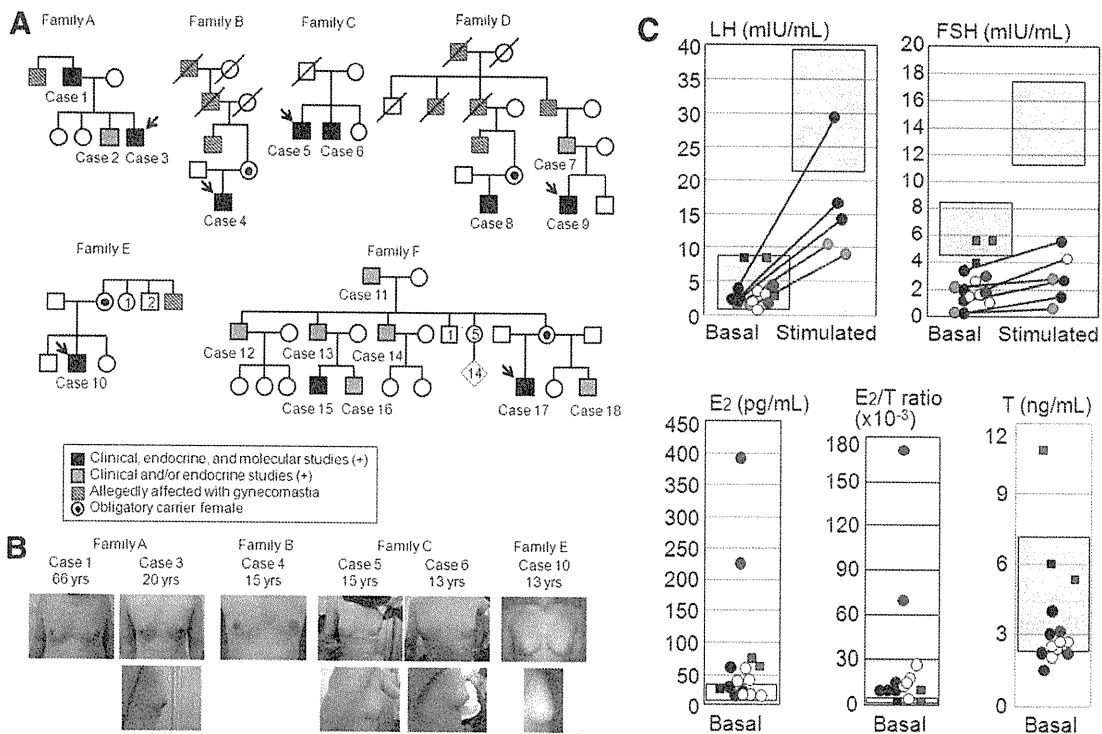 A
Family A
Family B
Family C
Family D
Case 1
Case 2 Case 3
Case 4
Case 5 Case 6
Case 7
Case 8
Case 9
Family E
Family F
1
2
Case 10
Case 11
Case 12
Case 13
Case 14
1
5
14
Case 15
Case 16
Case 17
Case 18
Clinical, endocrine, and molecular studies (+)
Clinical and/or endocrine studies (+)
Allegedly affected with gynecomastia
Obligatory carrier female
B
Family A
Family B
Family C
Family E
Case 1
66 yrs
Case 3
20 yrs
Case 4
15 yrs
Case 5
15 yrs
Case 6
13 yrs
Case 10
13 yrs
C
LH (mIU/mL)
40
35
30
25
20
15
10
5
0
Basal Stimulated
FSH (mIU/mL)
20
18
16
14
12
10
8
6
4
2
0
Basal Stimulated
E2 (pg/mL)
450
400
350
300
250
200
150
100
50
0
Basal
E2/T ratio
(x10-3)
180
150
120
90
60
30
0
Basal
T (ng/mL)
12
9
6
3
0
Basal